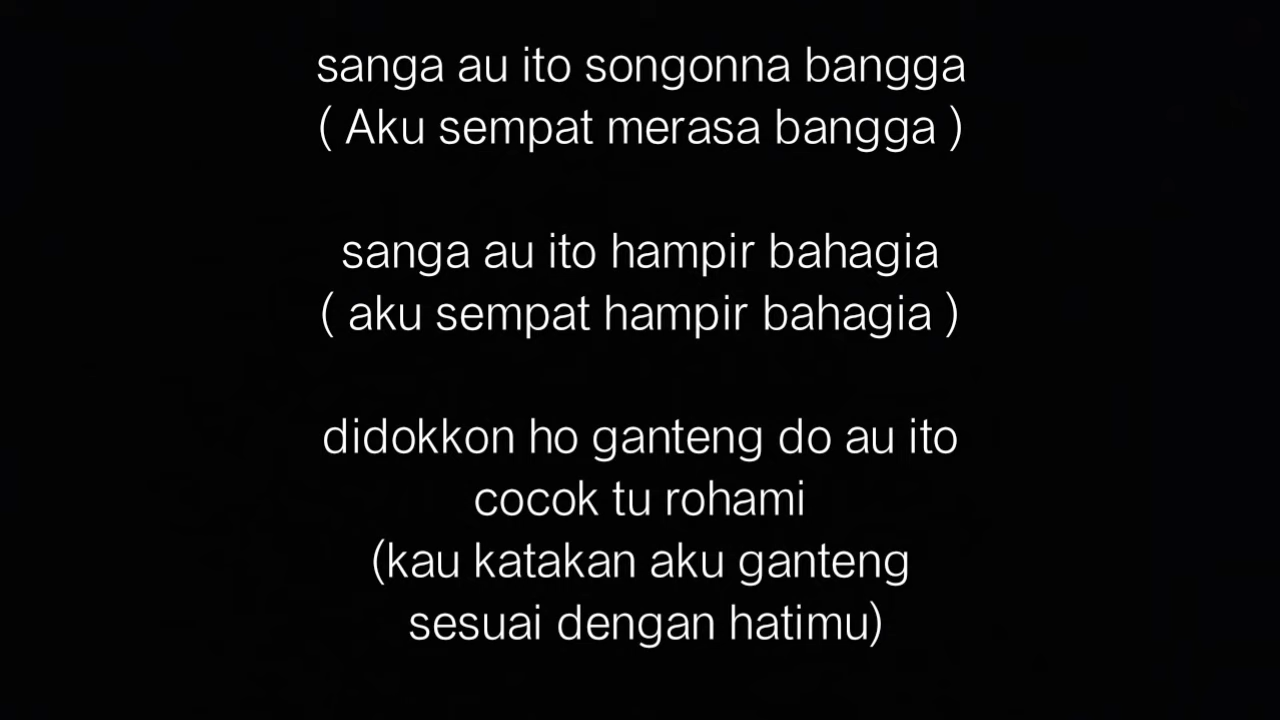 sanga au ito songonna bangga
( Aku sempat merasa bangga )
sanga au ito hampir bahagia
( aku sempat hampir bahagia )
didokkon ho ganteng do au ito
cocok tu rohami
(kau katakan aku ganteng
sesuai dengan hatimu)